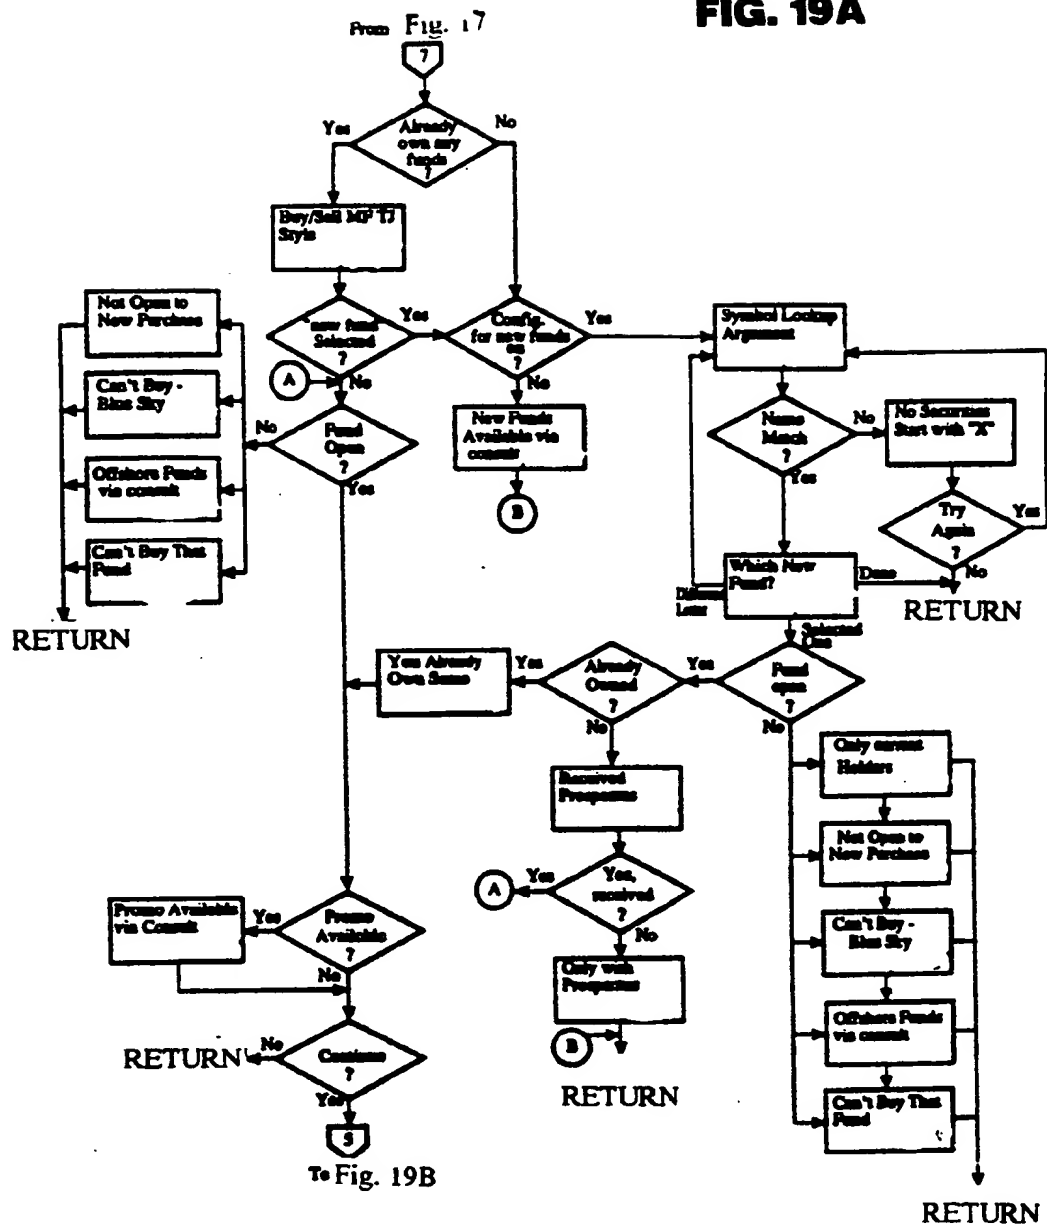 FIG. 19A
From Fig. 17
7
Already
own any
funds
?
Yes
No
Buy/Sell MF TJ
Style
"new fund"
Selected
?
Yes
No
Config.
for new funds
on
?
Yes
No
Symbol Lookup
Argument
Not Open to
New Purchase
Can't Buy -
Blue Sky
Offshore Funds
via consult
Can't Buy That
Fund
RETURN
A
Fund
Open
?
No
Yes
New Funds
Available via
consult
B
Name
Match
?
No
Yes
No Securities
Start with "X"
Try
Again
?
Yes
No
RETURN
Which New
Fund?
Done
Different
Letter
Selected
One
Fund
open
?
Yes
No
Already
Owned
?
Yes
No
You Already
Own Some
Received
Prospectus
Yes,
received
?
Yes
No
A
Only with
Prospectus
B
RETURN
Only current
Holders
Not Open to
New Purchase
Can't Buy -
Blue Sky
Offshore Funds
via consult
Can't Buy That
Fund
RETURN
Promo Available
via Consult
Promo
Available
?
Yes
No
Continue
?
No
Yes
RETURN
5
To Fig. 19B